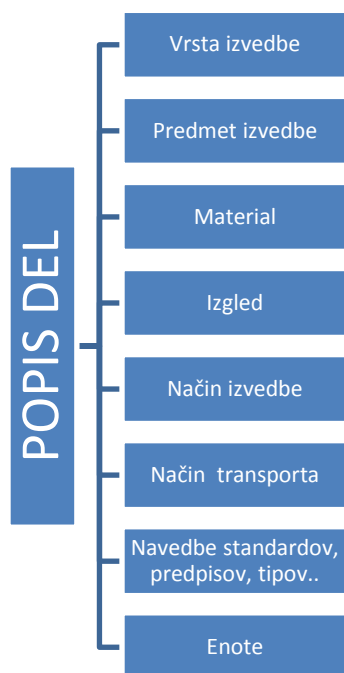 POPIS DEL
Vrsta izvedbe
Predmet izvedbe
Material
Izgled
Način izvedbe
Način transporta
Navedbe standardov,
predpisov, tipov..
Enote